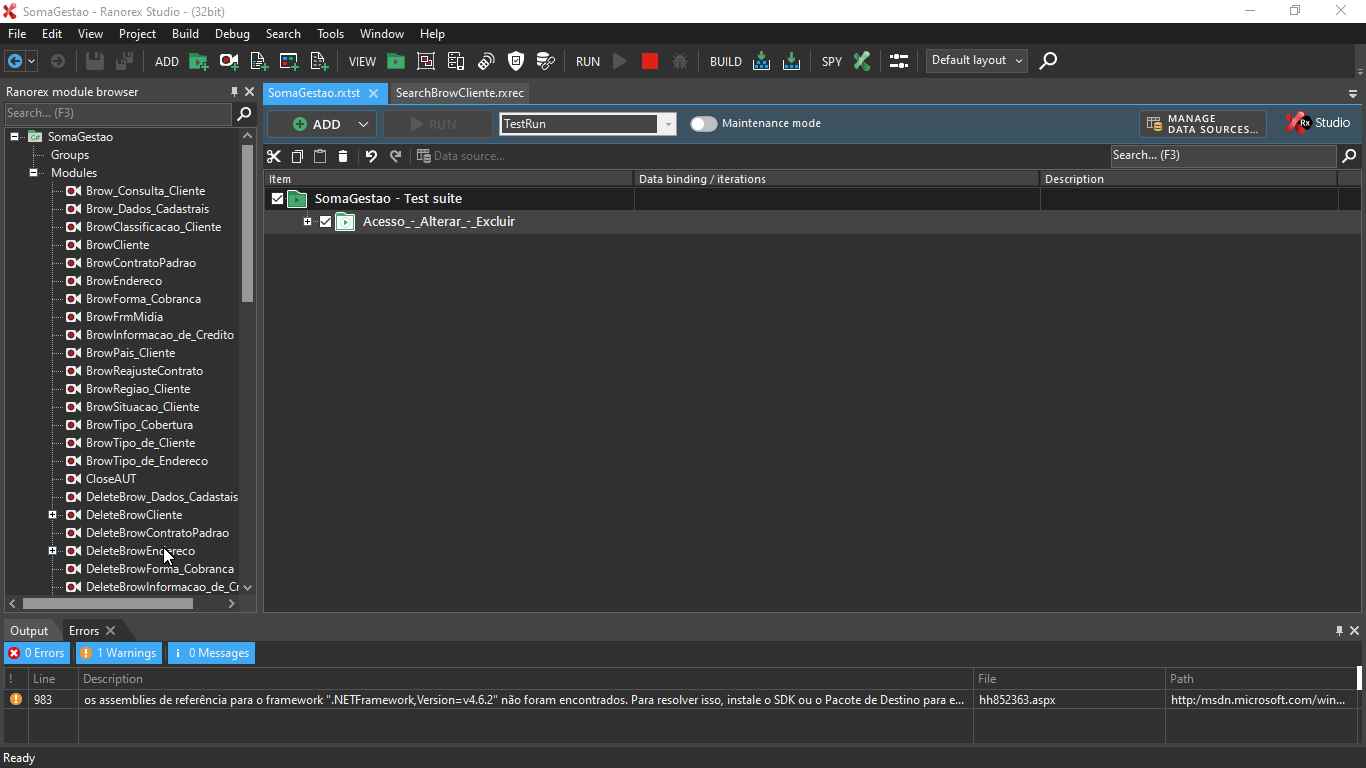 SomaGestao - Ranorex Studio - (32bit)
File Edit View Project Build Debug Search Tools Window Help
ADD VIEW RUN BUILD SPY Default layout
Ranorex module browser
Search... (F3)
SomaGestao
Groups
Modules
Brow_Consulta_Cliente
Brow_Dados_Cadastrais
BrowClassificacao_Cliente
BrowCliente
BrowContratoPadrao
BrowEndereco
BrowForma_Cobranca
BrowFrmMidia
BrowInformacao_de_Credito
BrowPais_Cliente
BrowReajusteContrato
BrowRegiao_Cliente
BrowSituacao_Cliente
BrowTipo_Cobertura
BrowTipo_de_Cliente
BrowTipo_de_Endereco
CloseAUT
DeleteBrow_Dados_Cadastais
DeleteBrowCliente
DeleteBrowContratoPadrao
DeleteBrowEndereco
DeleteBrowForma_Cobranca
DeleteBrowInformacao_de_Cr
SomaGestao.rxtst SearchBrowCliente.rxrec
ADD RUN TestRun Maintenance mode MANAGE DATA SOURCES... Rx Studio
Data source... Search... (F3)
Item Data binding / iterations Description
SomaGestao - Test suite
Acesso_-_Alterar_-_Excluir
Output Errors
0 Errors 1 Warnings 0 Messages
! Line Description File Path
983 os assemblies de referência para o framework ".NETFramework,Version=v4.6.2" não foram encontrados. Para resolver isso, instale o SDK ou o Pacote de Destino para e... hh852363.aspx http:/msdn.microsoft.com/win...
Ready